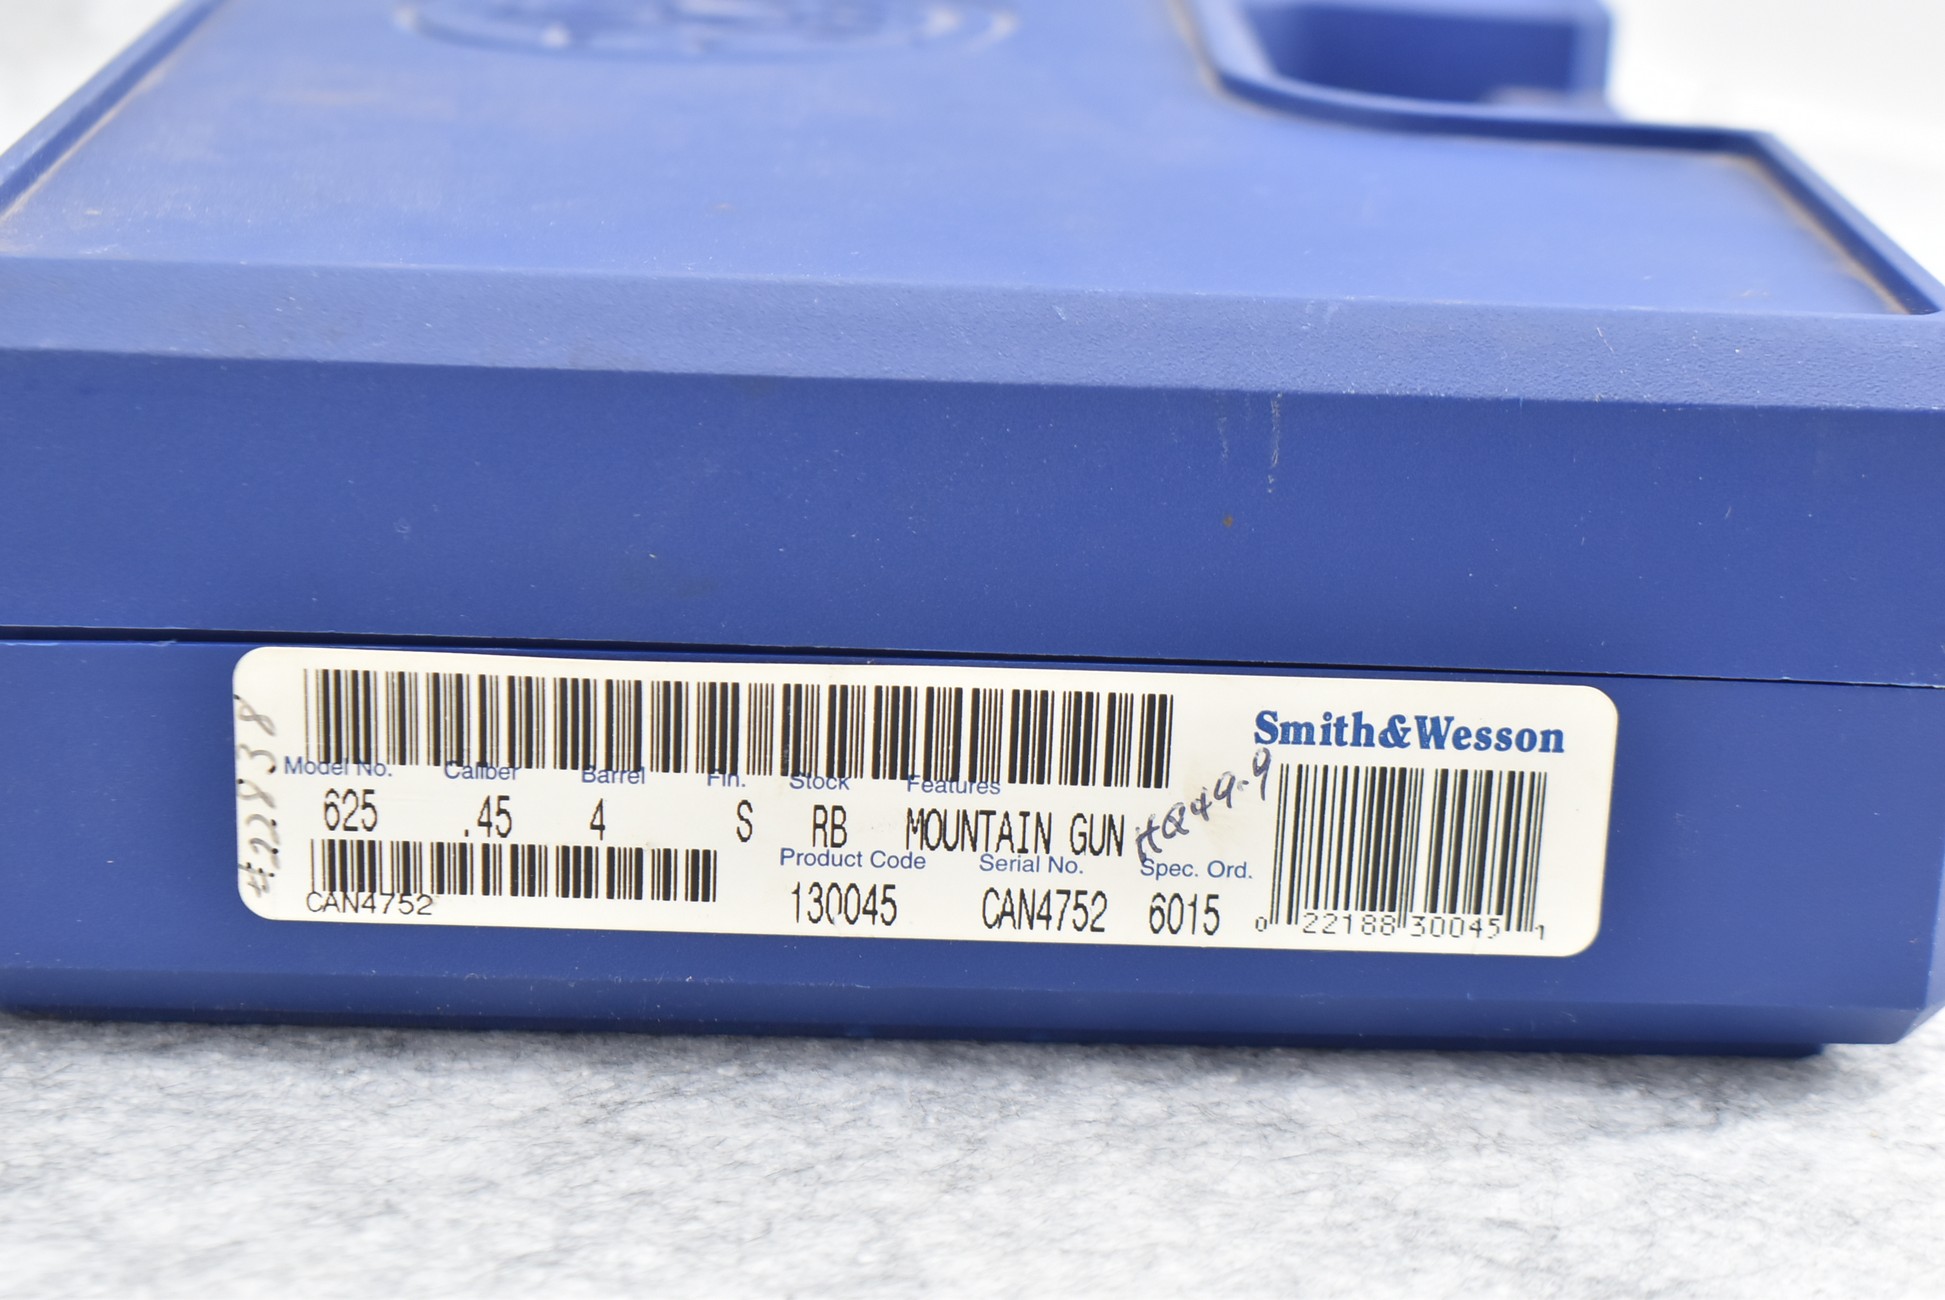 Smith&Wesson
Model No. Caliber Barrel Fin. Stock Features
625 .45 4 S RB MOUNTAIN GUN
Product Code Serial No. Spec. Ord.
130045 CAN4752 6015
CAN4752
0 22188 30045 1
#22838